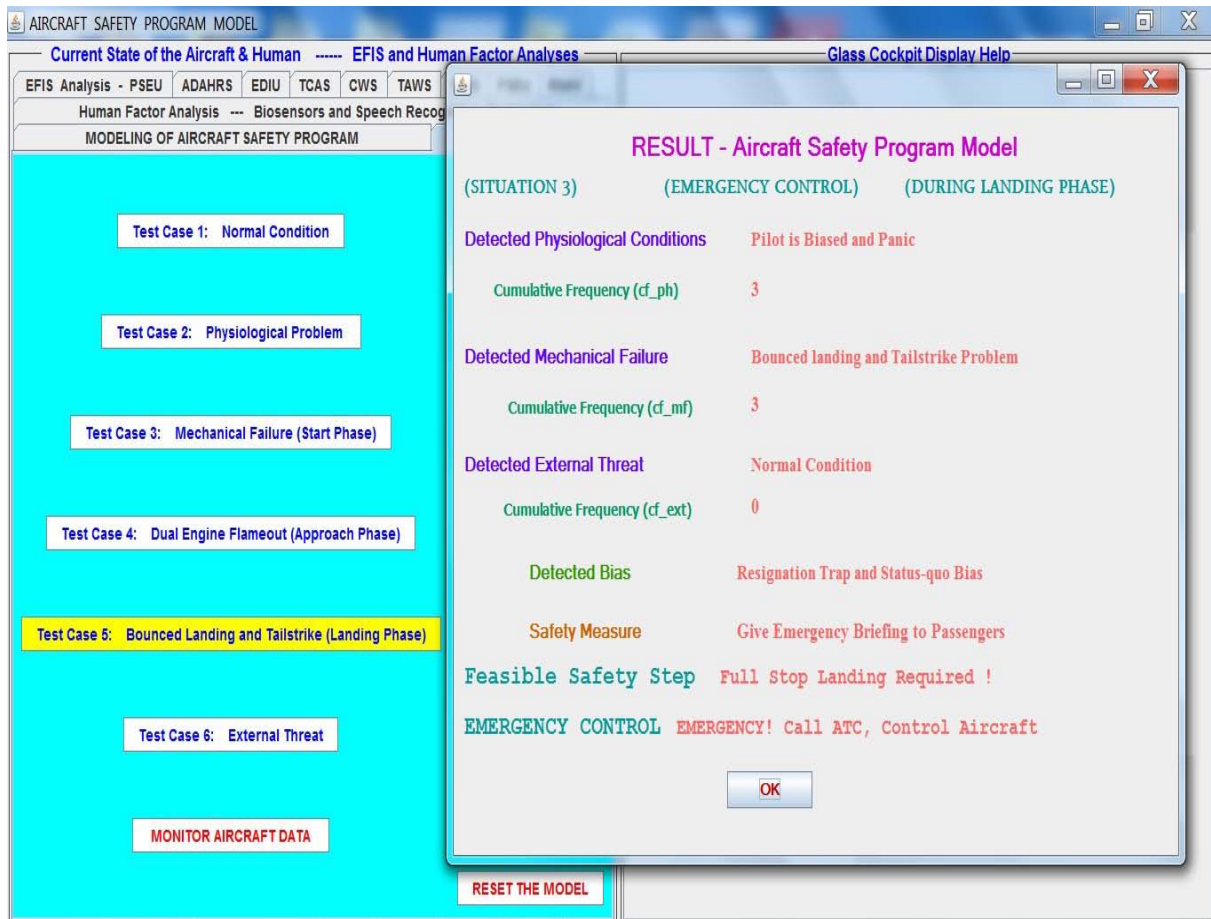 AIRCRAFT SAFETY PROGRAM MODEL
Current State of the Aircraft & Human ------ EFIS and Human Factor Analyses
Glass Cockpit Display Help
EFIS Analysis - PSEU ADAHRS EDIU TCAS CWS TAWS
Human Factor Analysis --- Biosensors and Speech Recog
MODELING OF AIRCRAFT SAFETY PROGRAM
Test Case 1: Normal Condition
Test Case 2: Physiological Problem
Test Case 3: Mechanical Failure (Start Phase)
Test Case 4: Dual Engine Flameout (Approach Phase)
Test Case 5: Bounced Landing and Tailstrike (Landing Phase)
Test Case 6: External Threat
MONITOR AIRCRAFT DATA
RESET THE MODEL
RESULT - Aircraft Safety Program Model
(SITUATION 3) (EMERGENCY CONTROL) (DURING LANDING PHASE)
Detected Physiological Conditions Pilot is Biased and Panic
Cumulative Frequency (cf_ph) 3
Detected Mechanical Failure Bounced landing and Tailstrike Problem
Cumulative Frequency (cf_mf) 3
Detected External Threat Normal Condition
Cumulative Frequency (cf_ext) 0
Detected Bias Resignation Trap and Status-quo Bias
Safety Measure Give Emergency Briefing to Passengers
Feasible Safety Step Full Stop Landing Required !
EMERGENCY CONTROL EMERGENCY! Call ATC, Control Aircraft
OK